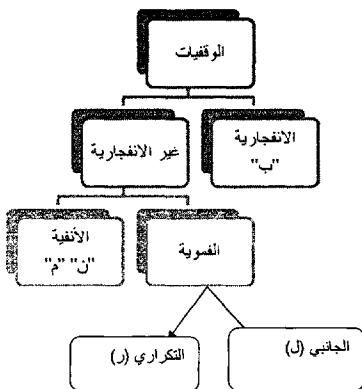 الوقفيات
الانفجارية
"ب"
غير الانفجارية
الفموية
الأنفية
"ن" "م"
الجانبي (ل)
التكراري (ر)